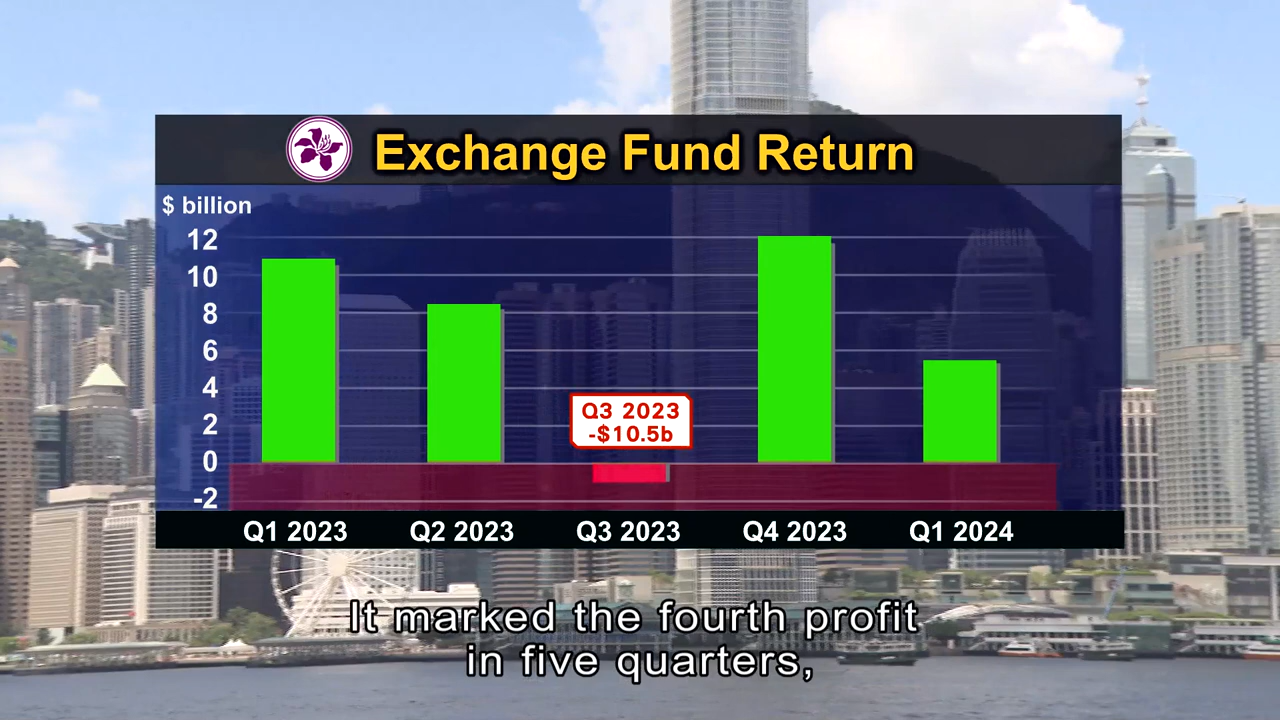 Exchange Fund Return
$ billion
12
10
8
6
4
2
0
-2
Q3 2023
-$10.5b
Q1 2023 Q2 2023 Q3 2023 Q4 2023 Q1 2024
It marked the fourth profit
in five quarters,